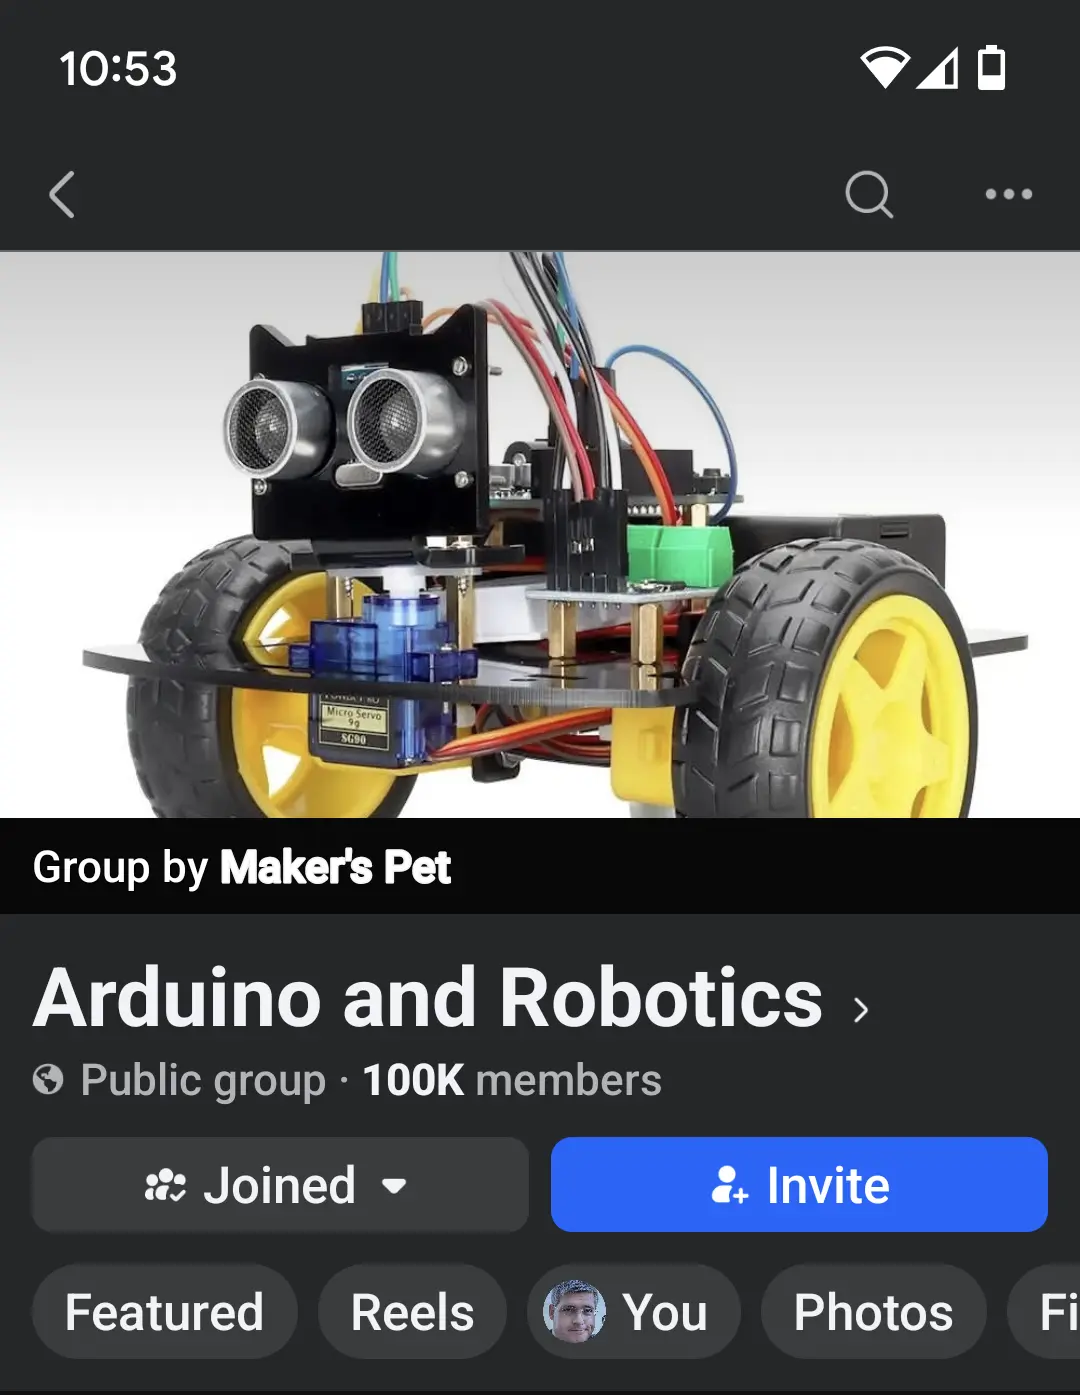 10:53
Micro Servo
9g
SG90
Group by Maker's Pet
Arduino and Robotics
Public group · 100K members
Joined
Invite
Featured
Reels
You
Photos
Fi